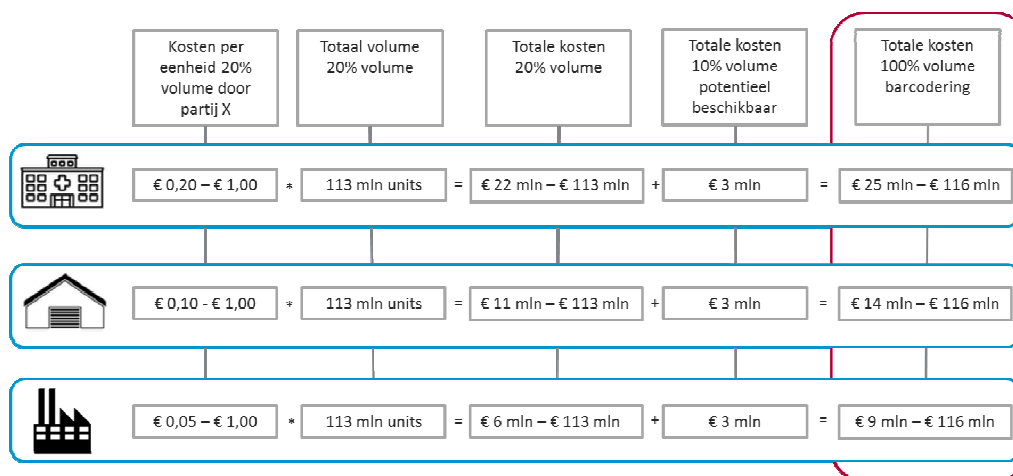 Kosten per
eenheid 20%
volume door
partij X
Totaal volume
20% volume
Totale kosten
20% volume
Totale kosten
10% volume
potentieel
beschikbaar
Totale kosten
100% volume
barcodering
€ 0,20 – € 1,00 * 113 mln units = € 22 mln – € 113 mln + € 3 mln = € 25 mln – € 116 mln
€ 0,10 - € 1,00 * 113 mln units = € 11 mln – € 113 mln + € 3 mln = € 14 mln – € 116 mln
€ 0,05 – € 1,00 * 113 mln units = € 6 mln – € 113 mln + € 3 mln = € 9 mln – € 116 mln